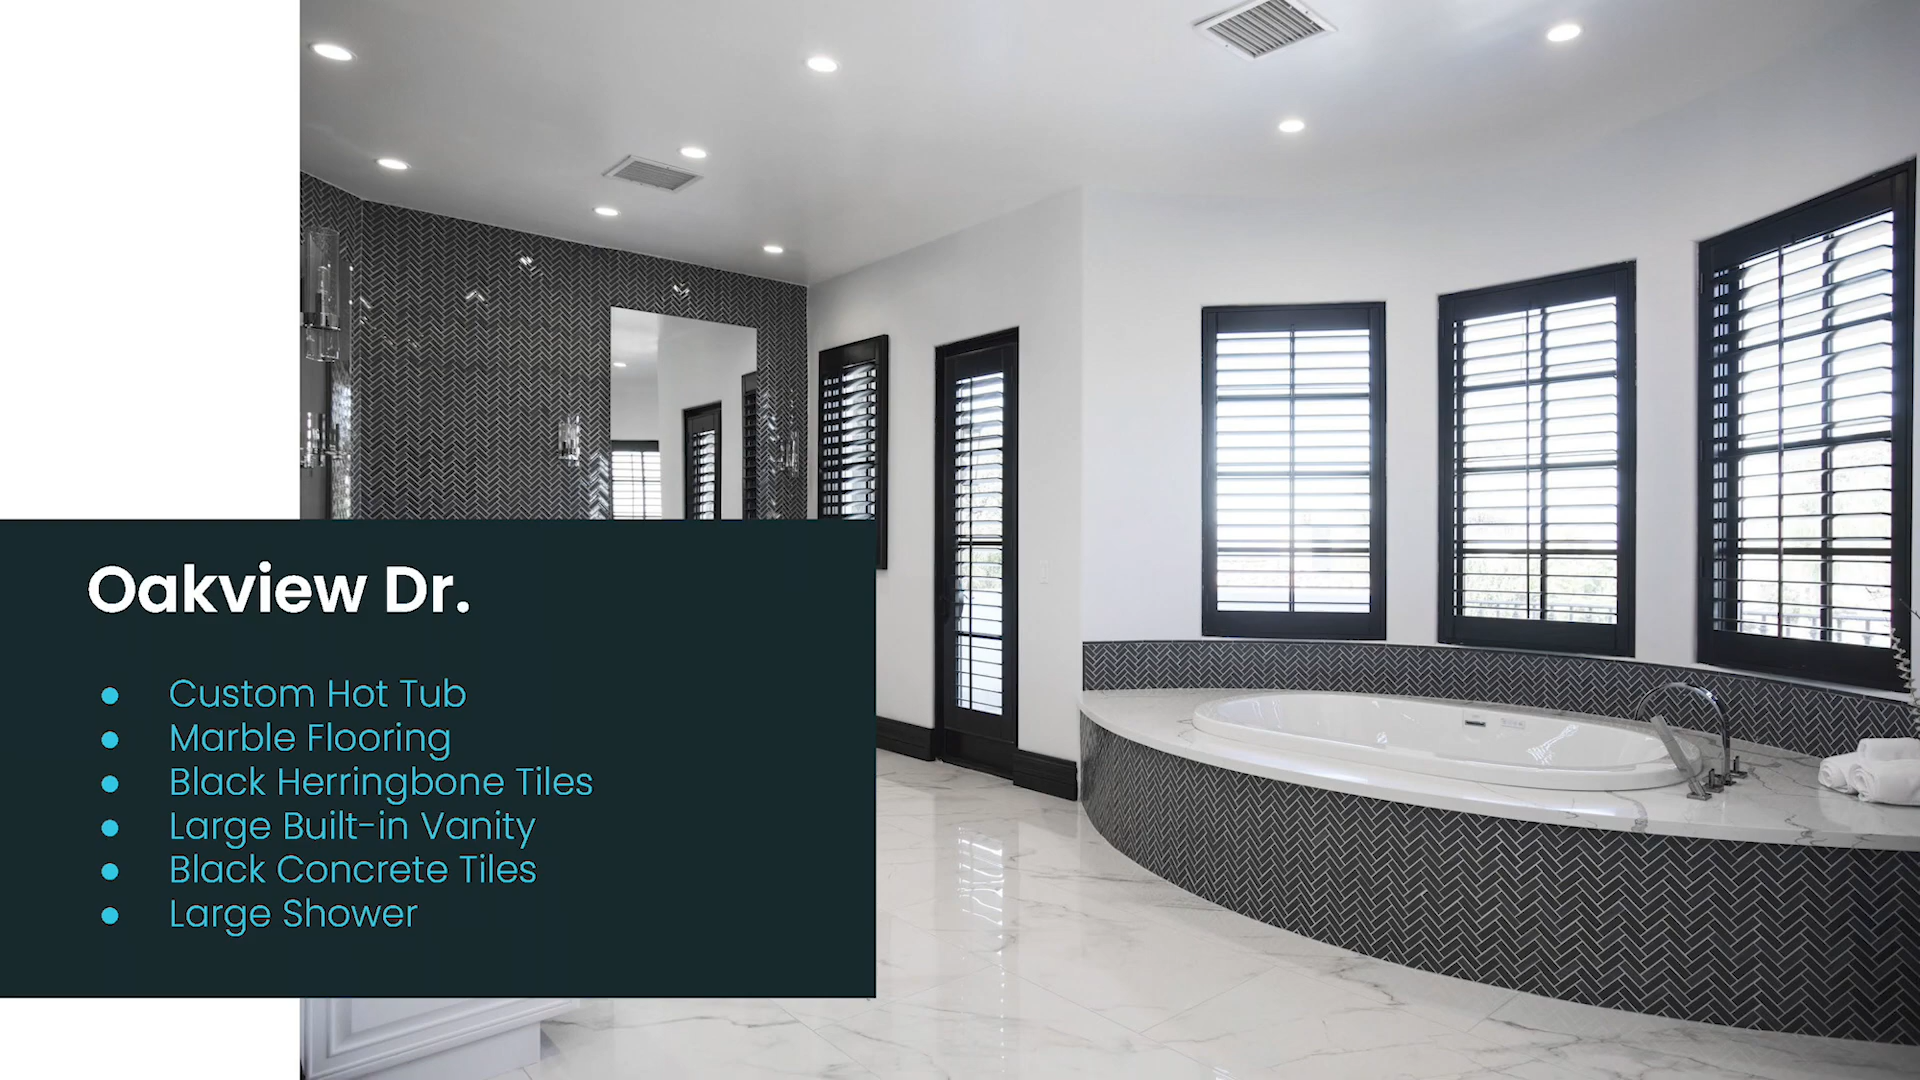 Oakview Dr.
● Custom Hot Tub
● Marble Flooring
● Black Herringbone Tiles
● Large Built-in Vanity
● Black Concrete Tiles
● Large Shower